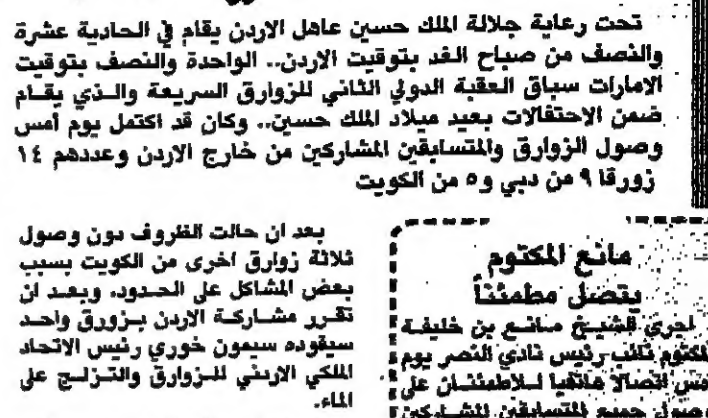 تحت رعاية جلالة الملك حسين عاهل الاردن يقام في الحادية عشرة
والنصف من صباح الغد بتوقيت الاردن.. الواحدة والنصف بتوقيت
الامارات سباق العقبة الدولي الثاني للزوارق السريعة والذي يقام
ضمن الاحتفالات بعيد ميلاد الملك حسين.. وكان قد اكتمل يوم أمس
وصول الزوارق والمتسابقين المشاركين من خارج الاردن وعددهم ١٤
زورقا ٩ من دبي و٥ من الكويت
بعد ان حالت الظروف دون وصول
ثلاثة زوارق اخرى من الكويت بسبب
بعض المشاكل على الحدود، وبعد ان
تقرر مشاركة الاردن بزورق واحد
سيقوده سيمون خوري رئيس الاتحاد
الملكي الاردني للزوارق والتزلج على
الماء.
مانع المكتوم
يتصل مطمئناً
اجرى الشيخ مانع بن خليفة
المكتوم نائب رئيس نادي النصر يوم
امس اتصالا هاتفيا للاطمئنان على
وصول جميع المتسابقين المشاركين